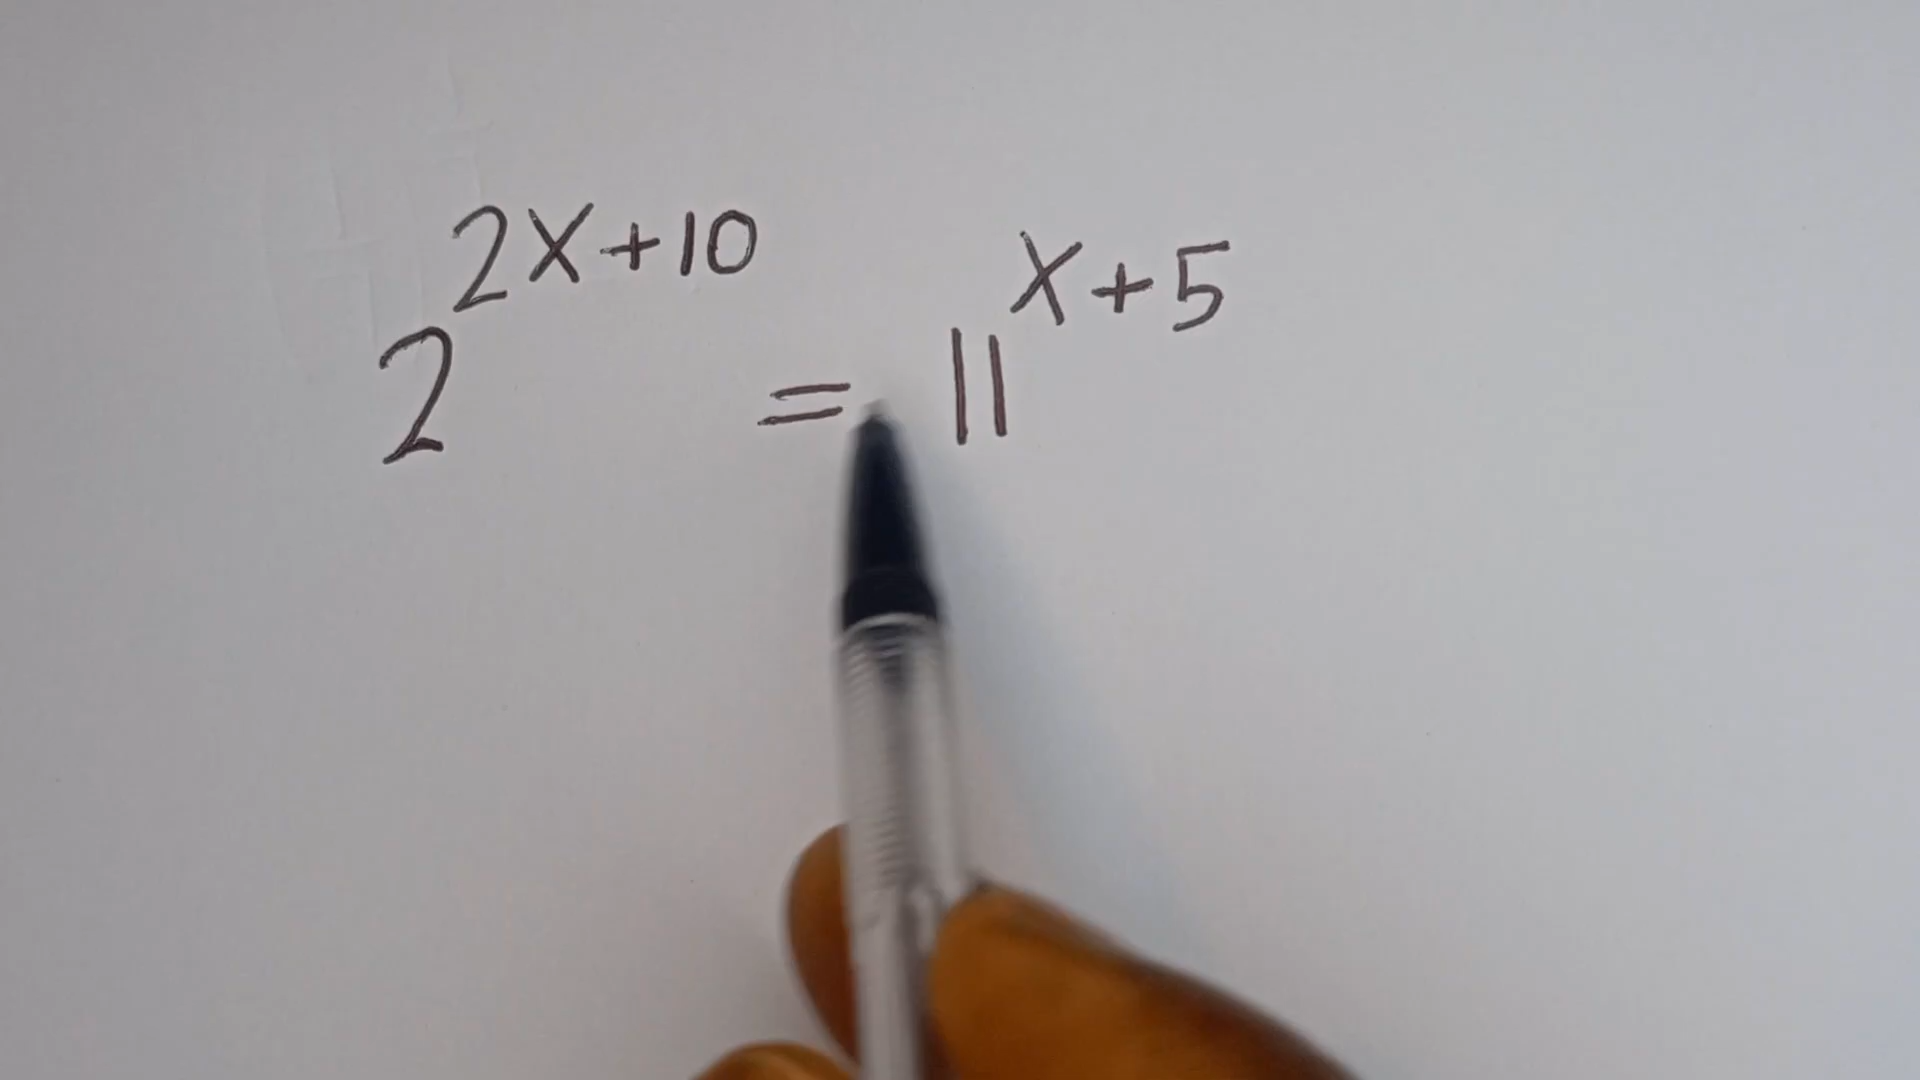 2^{2x+10} = 11^{x+5}